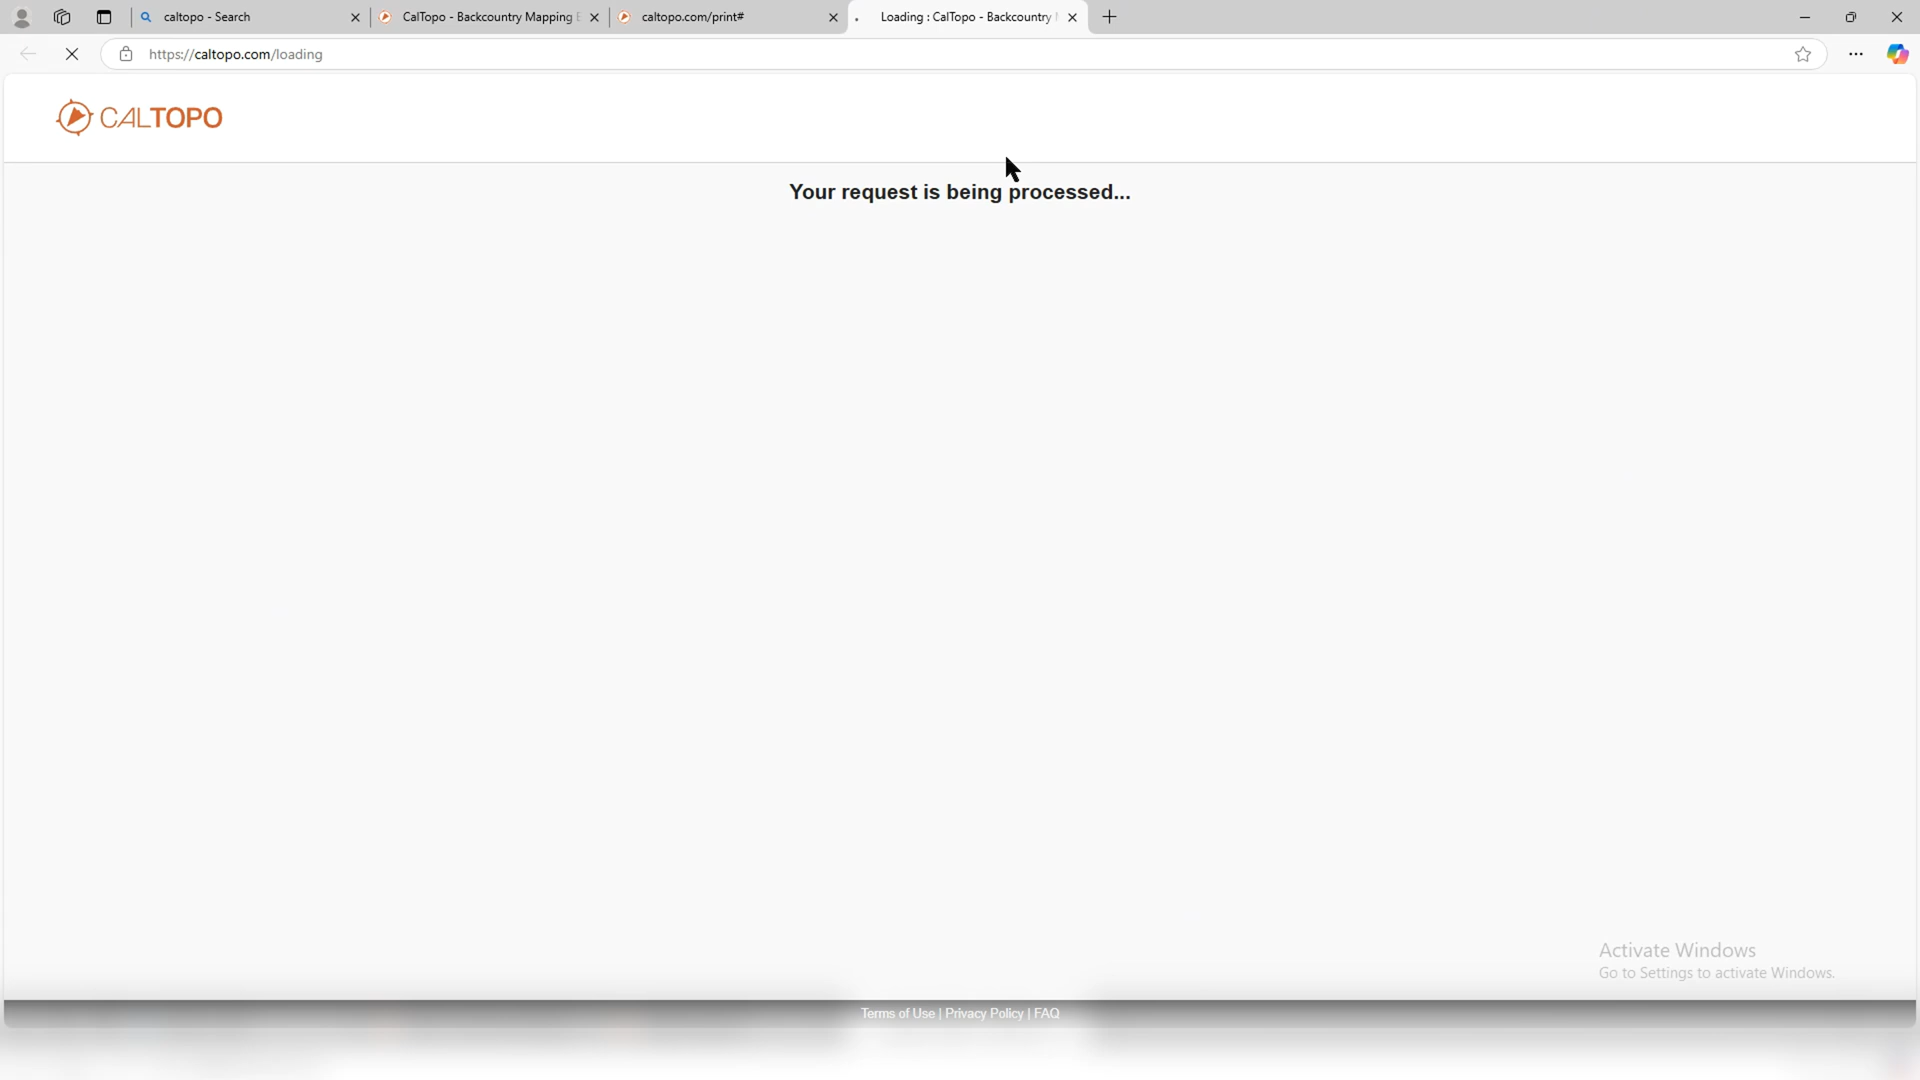 caltopo - Search
CalTopo - Backcountry Mapping E
caltopo.com/print#
Loading : CalTopo - Backcountry
https://caltopo.com/loading
CALTOPO
Your request is being processed...
Activate Windows
Go to Settings to activate Windows.
Terms of Use | Privacy Policy | FAQ